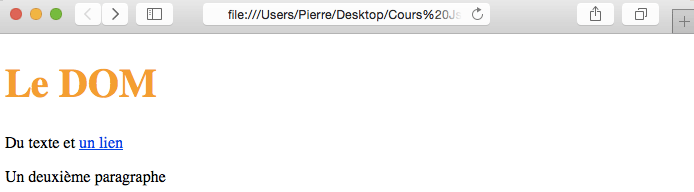 file:///Users/Pierre/Desktop/Cours%20Js
Le DOM
Du texte et un lien
Un deuxième paragraphe